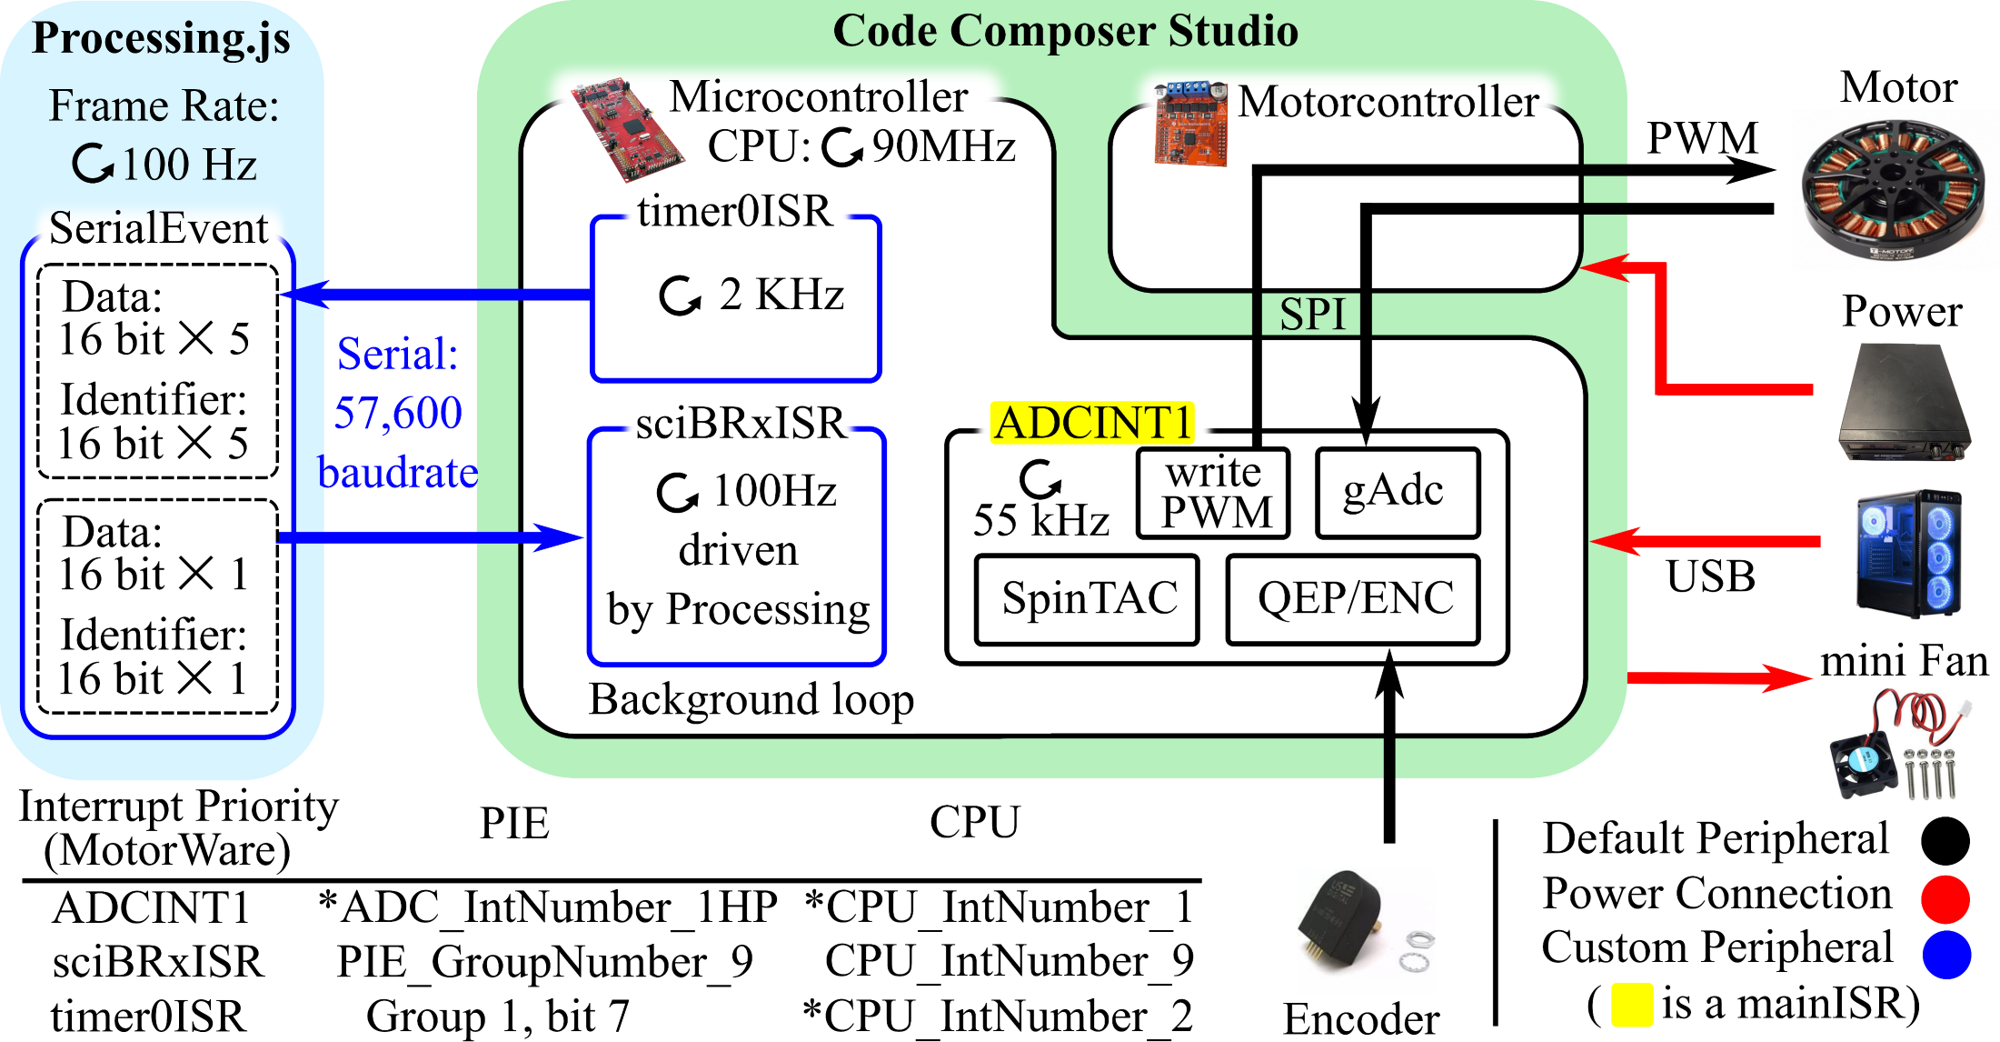 Processing.js
Frame Rate:
100 Hz
SerialEvent
Data:
16 bit × 5
Identifier:
16 bit × 5
Data:
16 bit × 1
Identifier:
16 bit × 1
Serial:
57,600
baudrate
Code Composer Studio
Microcontroller
CPU: 90MHz
timer0ISR
2 KHz
sciBRxISR
100Hz
driven
by Processing
Background loop
Motorcontroller
SPI
ADCINT1
55 kHz
write
PWM
gAdc
SpinTAC
QEP/ENC
PWM
Motor
Power
USB
mini Fan
Encoder
Interrupt Priority
(MotorWare)
PIE
CPU
ADCINT1 *ADC_IntNumber_1HP *CPU_IntNumber_1
sciBRxISR PIE_GroupNumber_9 CPU_IntNumber_9
timer0ISR Group 1, bit 7 *CPU_IntNumber_2
Default Peripheral
Power Connection
Custom Peripheral
( is a mainISR)